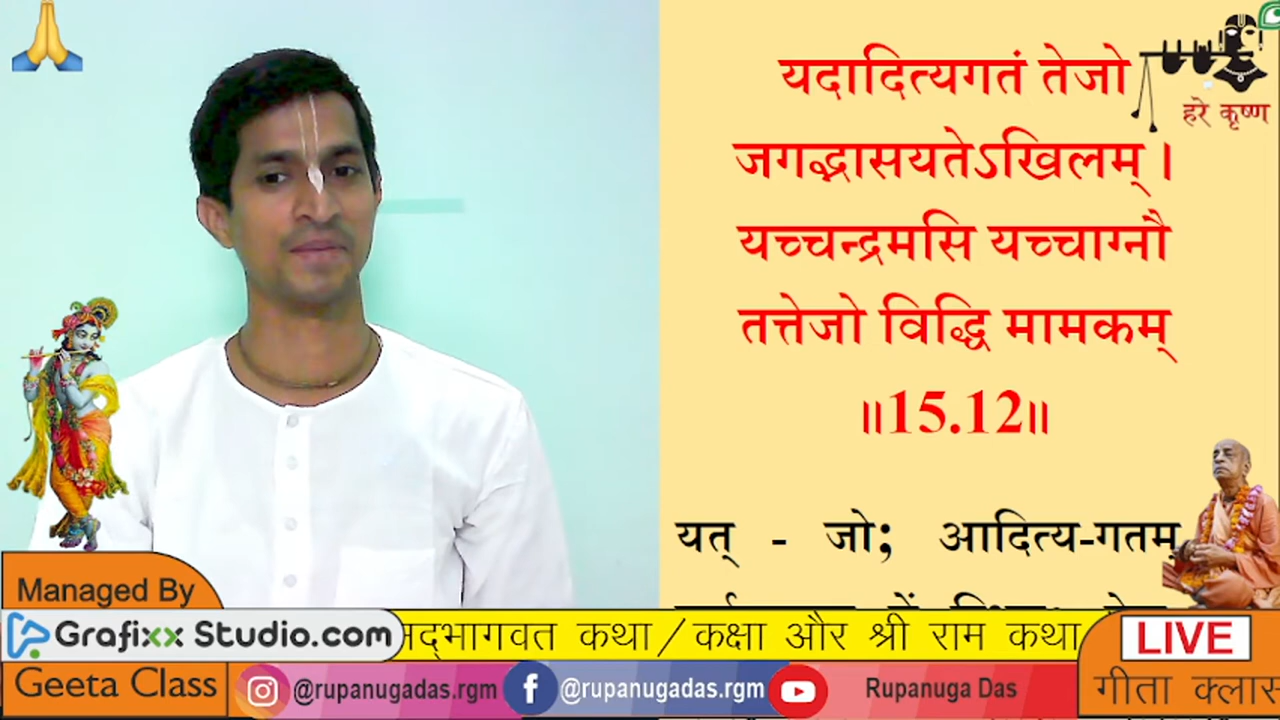 यदादित्यगतं तेजो
हरे कृष्ण
जगद्भासयतेऽखिलम् ।
यच्चन्द्रमसि यच्चाग्नौ
तत्तेजो विद्धि मामकम्
॥15.12॥
यत् - जो; आदित्य-गतम्
Managed By
Grafixx Studio.com
मद्भागवत कथा/कक्षा और श्री राम कथा
LIVE
Geeta Class
@rupanugadas.rgm
@rupanugadas.rgm
Rupanuga Das
गीता क्लास